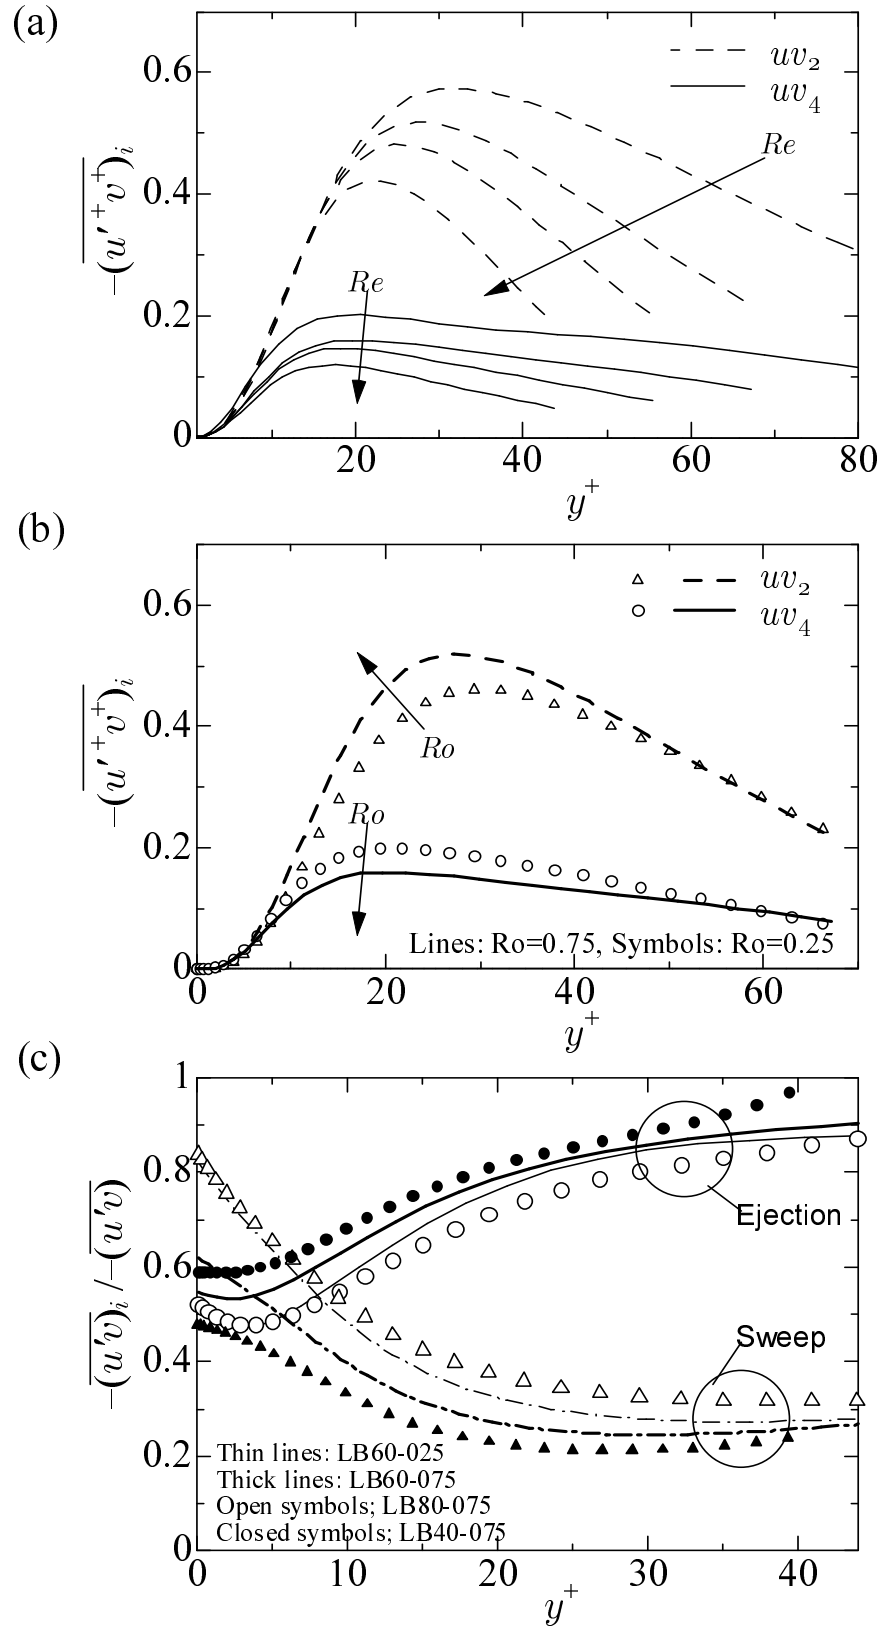 (a)
0.6
0.4
0.2
0
−(u′⁺v⁺)ᵢ
uv₂
uv₄
Re
Re
20 40 60 80
y⁺
(b)
0.6
0.4
0.2
0
−(u′⁺v⁺)ᵢ
uv₂
uv₄
Ro
Ro
Lines: Ro=0.75, Symbols: Ro=0.25
0 20 40 60
y⁺
(c)
1
0.8
0.6
0.4
0.2
0
−(u′v)ᵢ /−(u′v)
Ejection
Sweep
Thin lines: LB60-025
Thick lines: LB60-075
Open symbols; LB80-075
Closed symbols; LB40-075
0 10 20 30 40
y⁺